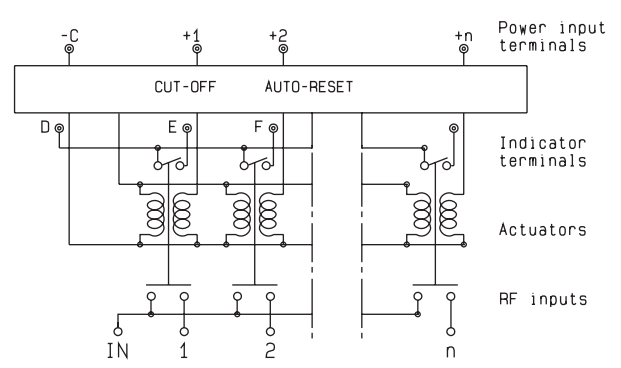 -C +1 +2 +n Power input
terminals
CUT-OFF AUTO-RESET
D E F
Indicator
terminals
Actuators
RF inputs
IN 1 2 n